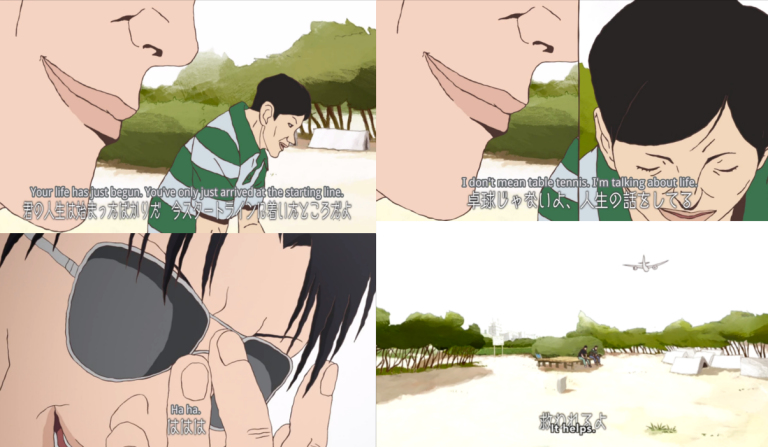 Your life has just begun. You've only just arrived at the starting line.
君の人生は始まったばかりだ 今スタートラインに着いたところだよ
I don't mean table tennis. I'm talking about life.
卓球じゃないよ、人生の話をしてる
Ha ha.
ははは
救われるよ
It helps.